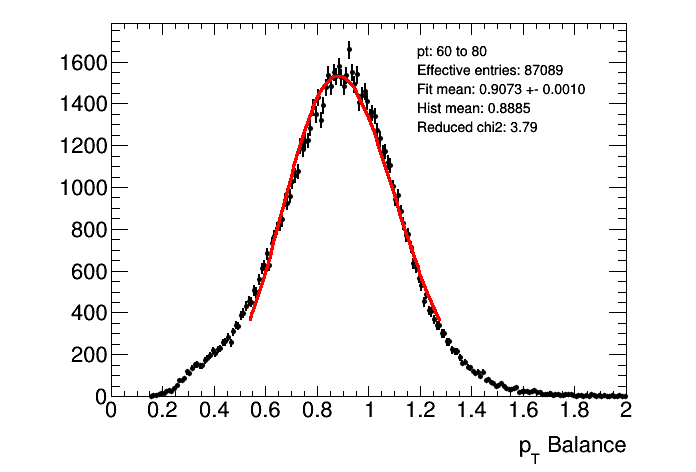 pt: 60 to 80
Effective entries: 87089
Fit mean: 0.9073 +- 0.0010
Hist mean: 0.8885
Reduced chi2: 3.79
1600
1400
1200
1000
800
600
400
200
0
0 0.2 0.4 0.6 0.8 1 1.2 1.4 1.6 1.8 2
pT Balance